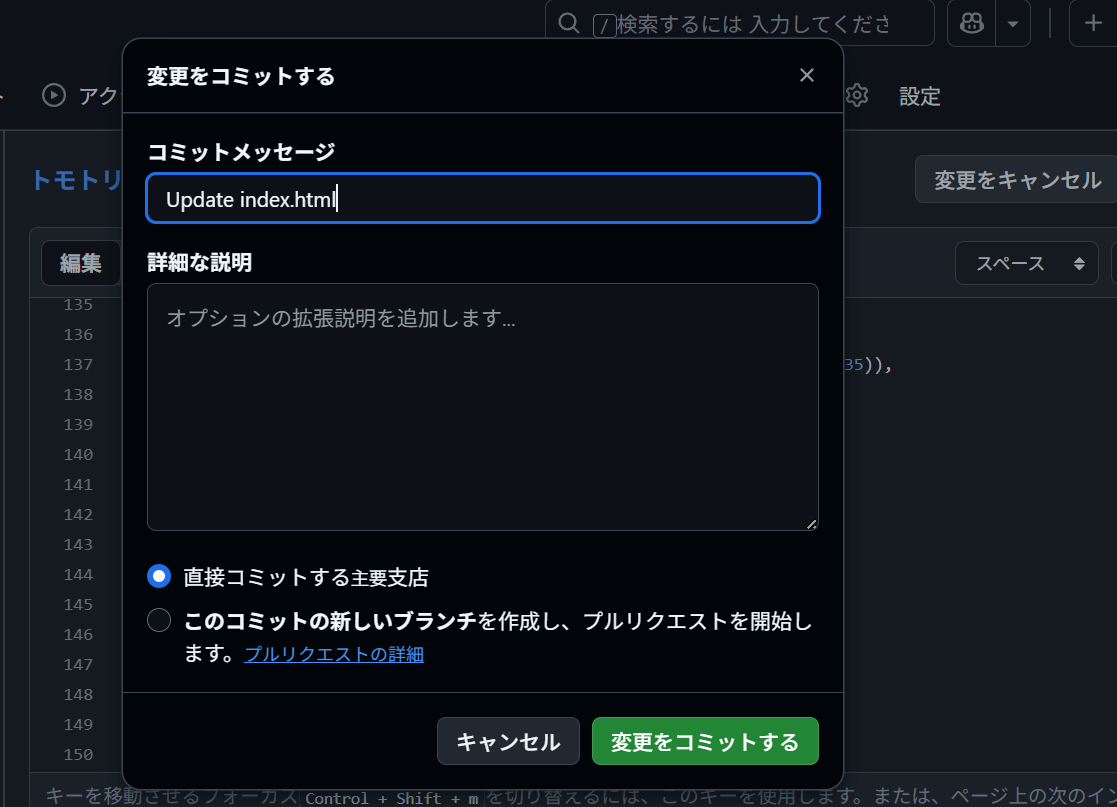 / 検索するには 入力してくださ
変更をコミットする
アク
設定
コミットメッセージ
トモトリ
変更をキャンセル
Update index.html
編集
詳細な説明
スペース
135
オプションの拡張説明を追加します...
136
137
35)),
138
139
140
141
142
143
144
直接コミットする主要支店
145
146
このコミットの新しいブランチを作成し、プルリクエストを開始し
147
ます。プルリクエストの詳細
148
149
キャンセル
変更をコミットする
150
キーを移動させるフォーカス Control + Shift + m を切り替えるには、このキーを使用します。または、ページ上の次のイ